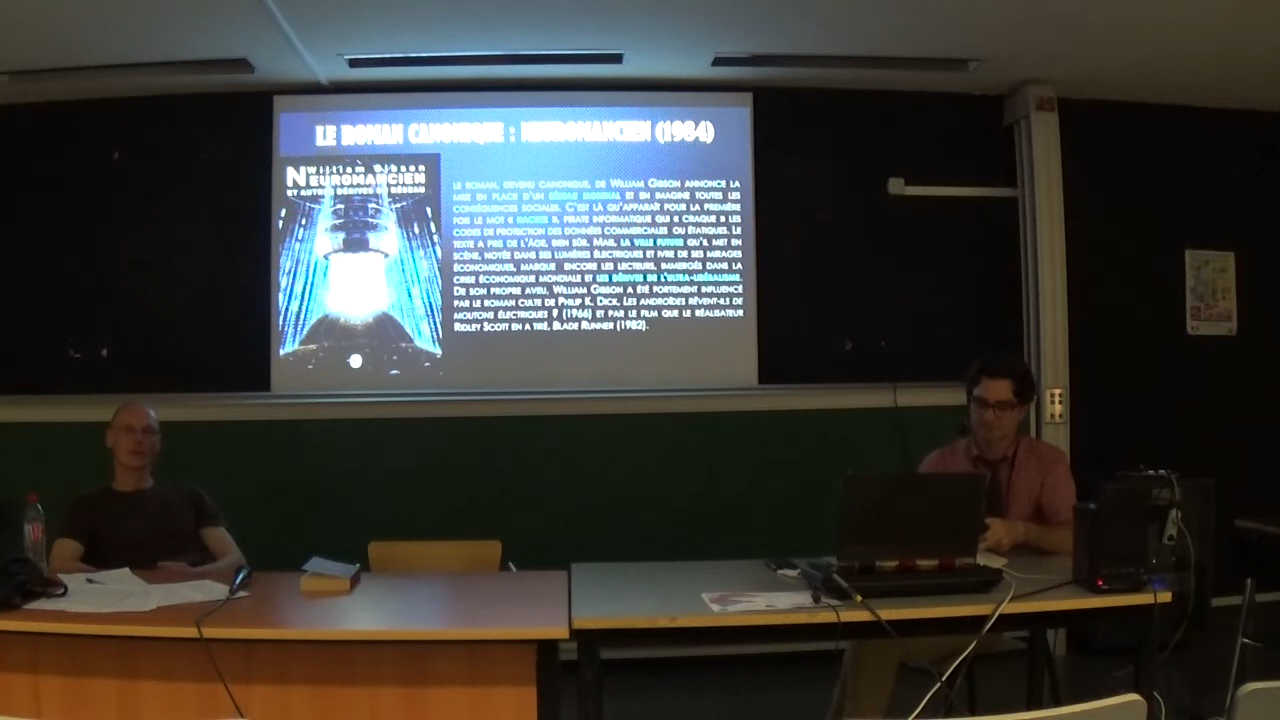 LE ROMAN CANONIQUE : NEUROMANCIEN (1984)
William Gibson
NEUROMANCIEN
ET AUTRES DÉRIVES DU RÉSEAU
LE ROMAN, DEVENU CANONIQUE, DE WILLIAM GIBSON ANNONCE LA
MISE EN PLACE D'UN RÉSEAU MONDIAL ET EN IMAGINE TOUTES LES
CONSÉQUENCES SOCIALES. C'EST LÀ QU'APPARAÎT POUR LA PREMIÈRE
FOIS LE MOT « HACKER », PIRATE INFORMATIQUE QUI « CRAQUE » LES
CODES DE PROTECTION DES DONNÉES COMMERCIALES OU ÉTATIQUES. LE
TEXTE A PRIS DE L'ÂGE, BIEN SÛR. MAIS, LA VILLE FUTURE QU'IL MET EN
SCÈNE, NOYÉE DANS SES LUMIÈRES ÉLECTRIQUES ET IVRE DE SES MIRAGES
ÉCONOMIQUES, MARQUE ENCORE LES LECTEURS, IMMERGÉS DANS LA
CRISE ÉCONOMIQUE MONDIALE ET LES DÉRIVES DE L'ULTRA-LIBÉRALISME.
DE SON PROPRE AVEU, WILLIAM GIBSON A ÉTÉ FORTEMENT INFLUENCÉ
PAR LE ROMAN CULTE DE PHILIP K. DICK, LES ANDROÏDES RÊVENT-ILS DE
MOUTONS ÉLECTRIQUES ? (1966) ET PAR LE FILM QUE LE RÉALISATEUR
RIDLEY SCOTT EN A TIRÉ, BLADE RUNNER (1982).